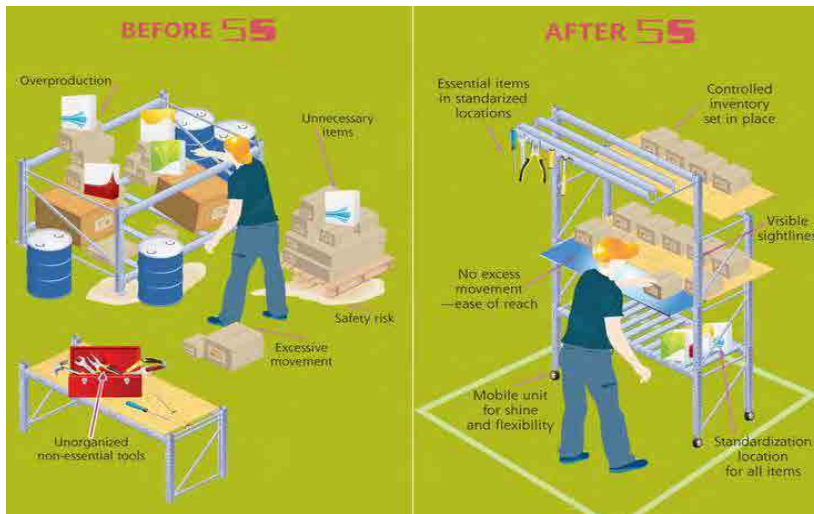 BEFORE 5S
Overproduction
Unnecessary
items
Safety risk
Excessive
movement
Unorganized
non-essential tools
AFTER 5S
Essential items
in standarized
locations
Controlled
inventory
set in place
Visible
sightlines
No excess
movement
—ease of reach
Mobile unit
for shine
and flexibility
Standardization
location
for all items